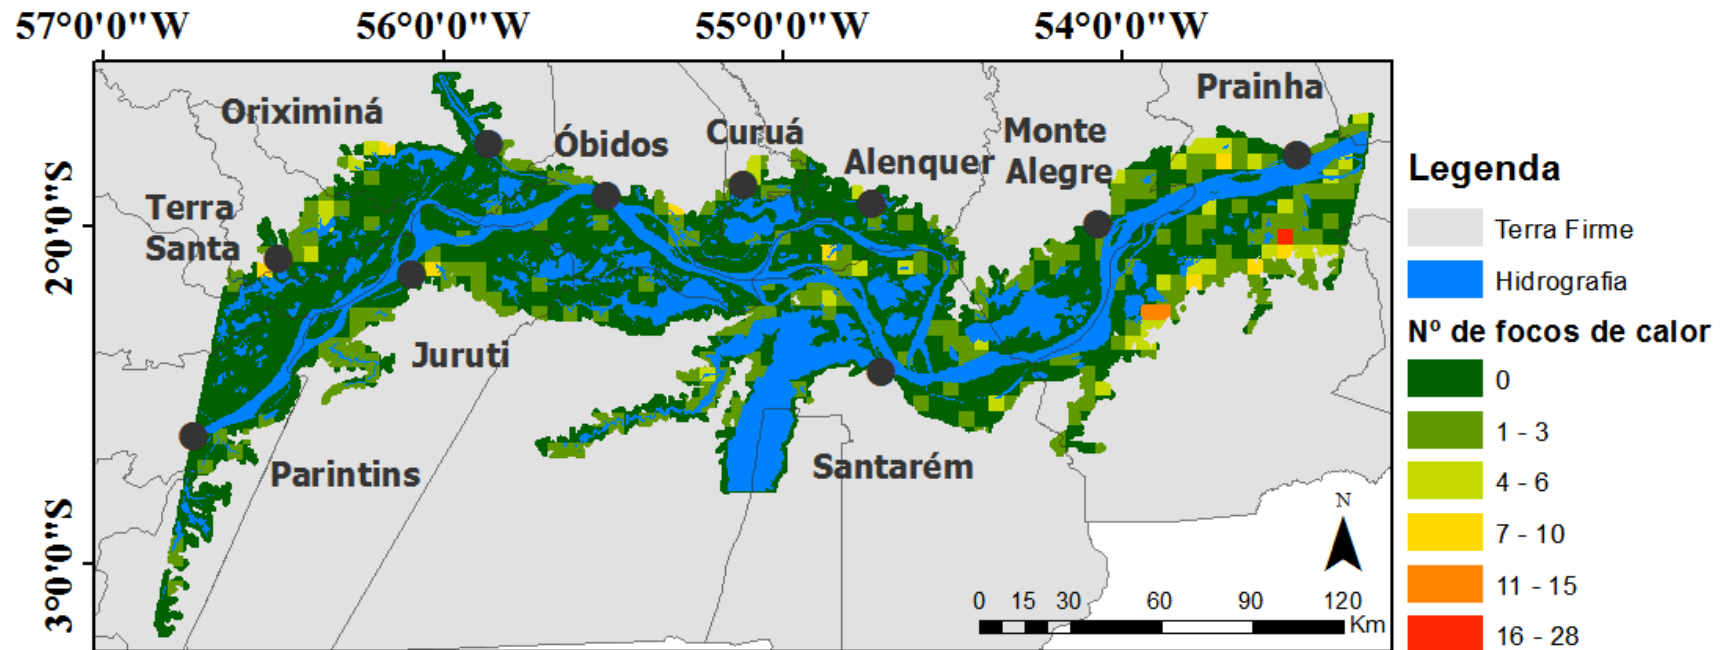 57°0'0"W
56°0'0"W
55°0'0"W
54°0'0"W
2°0'0"S
3°0'0"S
Oriximiná
Óbidos
Curuá
Alenquer
Monte
Alegre
Prainha
Terra
Santa
Juruti
Parintins
Santarém
N
0 15 30 60 90 120
Km
Legenda
Terra Firme
Hidrografia
Nº de focos de calor
0
1 - 3
4 - 6
7 - 10
11 - 15
16 - 28